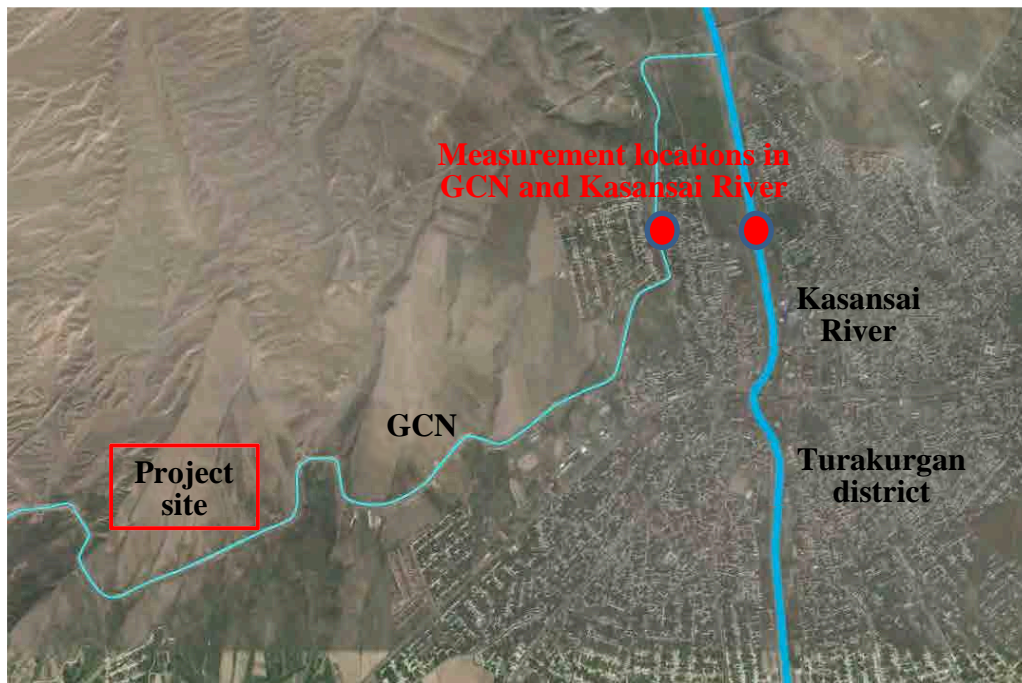 Measurement locations in
GCN and Kasansai River
Kasansai
River
GCN
Turakurgan
district
Project
site